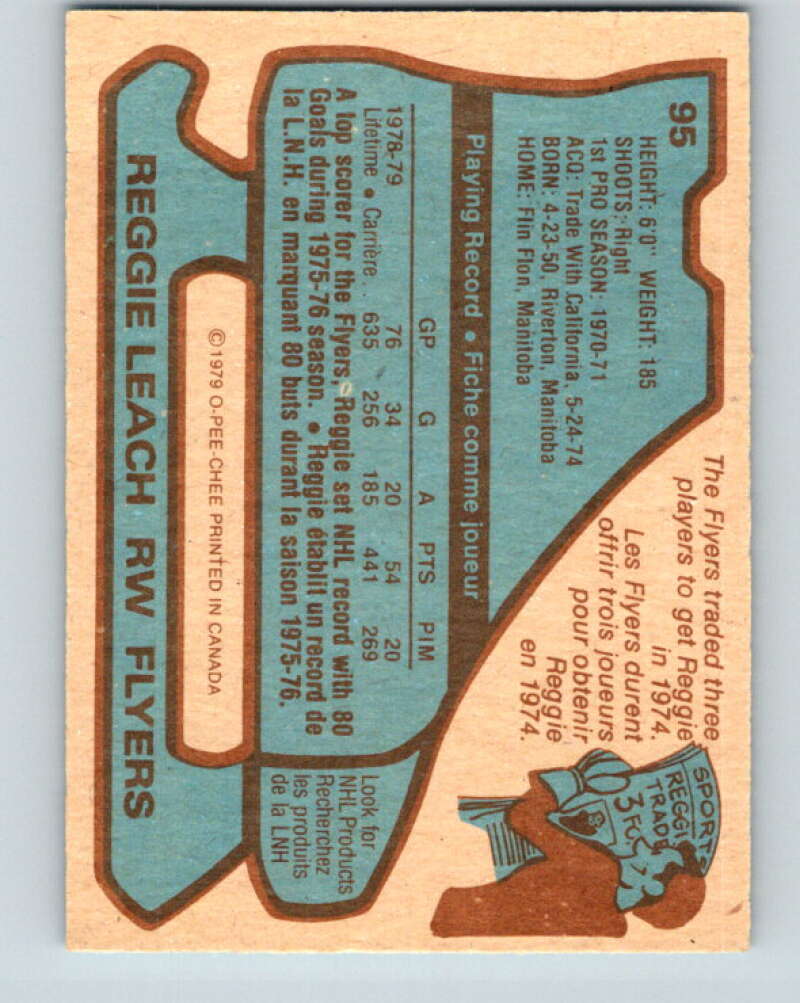 95
HEIGHT: 6'0" WEIGHT: 185
SHOOTS: Right
1st PRO SEASON: 1970-71
ACQ: Trade With California, 5-24-74
BORN: 4-23-50, Riverton, Manitoba
HOME: Flin Flon, Manitoba
The Flyers traded three
players to get Reggie
in 1974.
Les Flyers durent
offrir trois joueurs
pour obtenir
Reggie
en 1974.
SPORTS
REGGIE
TRADE
3 FO
Playing Record • Fiche comme joueur
GP G A PTS PIM
1978-79 76 34 20 54 20
Lifetime • Carrière .. 635 256 185 441 269
A top scorer for the Flyers, Reggie set NHL record with 80
Goals during 1975-76 season. • Reggie établit un record de
la L.N.H. en marquant 80 buts durant la saison 1975-76.
Look for
NHL Products
Recherchez
les produits
de la LNH
©1979 O-PEE-CHEE PRINTED IN CANADA
REGGIE LEACH RW FLYERS